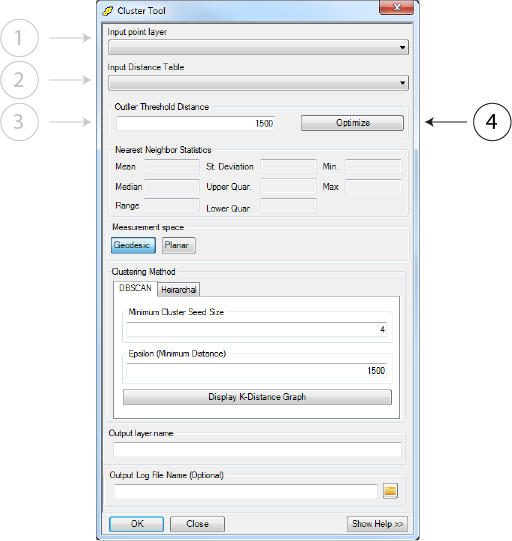 Cluster Tool
1
Input point layer
2
Input Distance Table
Outlier Threshold Distance
3
1500
Optimize
4
Nearest Neighbor Statistics
Mean
St. Deviation
Min.
Median
Upper Quar.
Max
Range
Lower Quar.
Measurement space
Geodesic
Planar
Clustering Method
DBSCAN
Heirarchal
Minimum Cluster Seed Size
4
Epsilon (Minimum Distance)
1500
Display K-Distance Graph
Output layer name
Output Log File Name (Optional)
OK
Close
Show Help >>